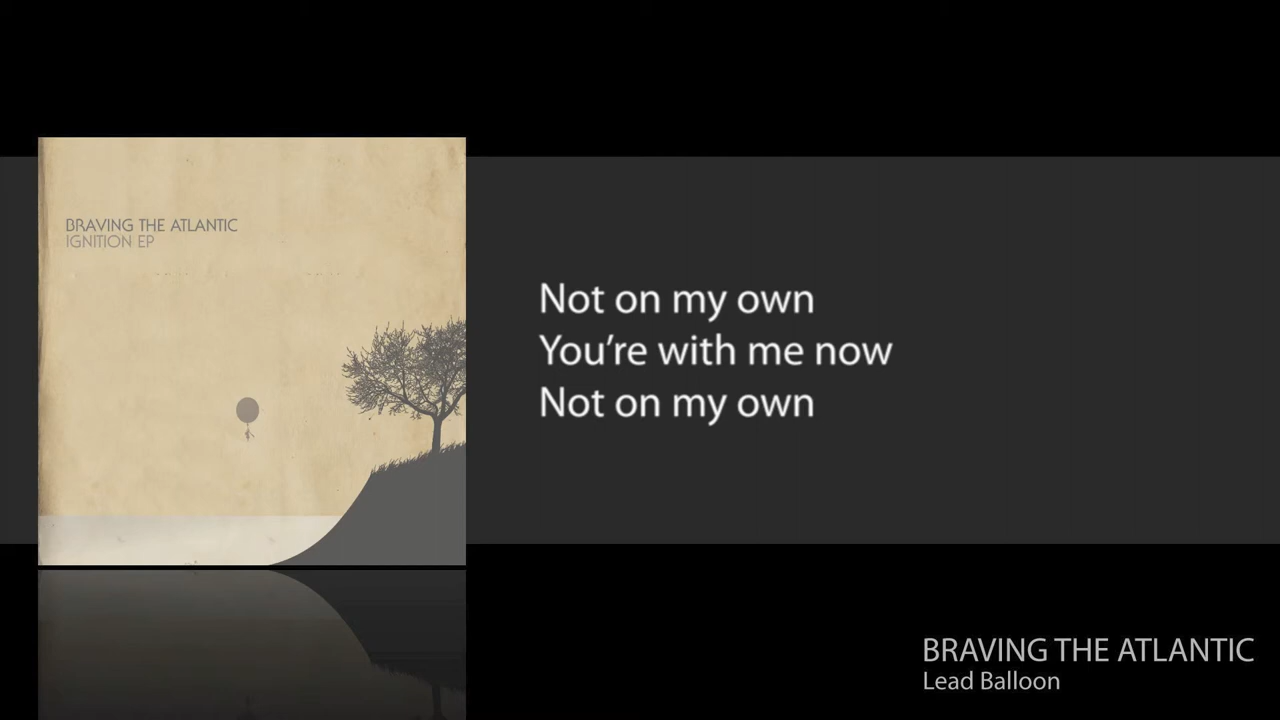 BRAVING THE ATLANTIC
IGNITION EP
Not on my own
You're with me now
Not on my own
BRAVING THE ATLANTIC
Lead Balloon